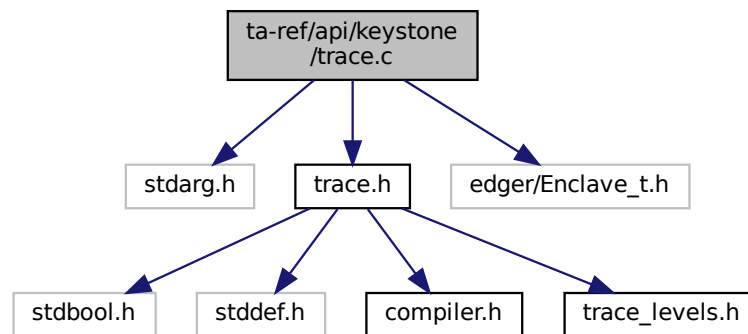 ta-ref/api/keystone
/trace.c
stdarg.h
trace.h
edger/Enclave_t.h
stdbool.h
stddef.h
compiler.h
trace_levels.h